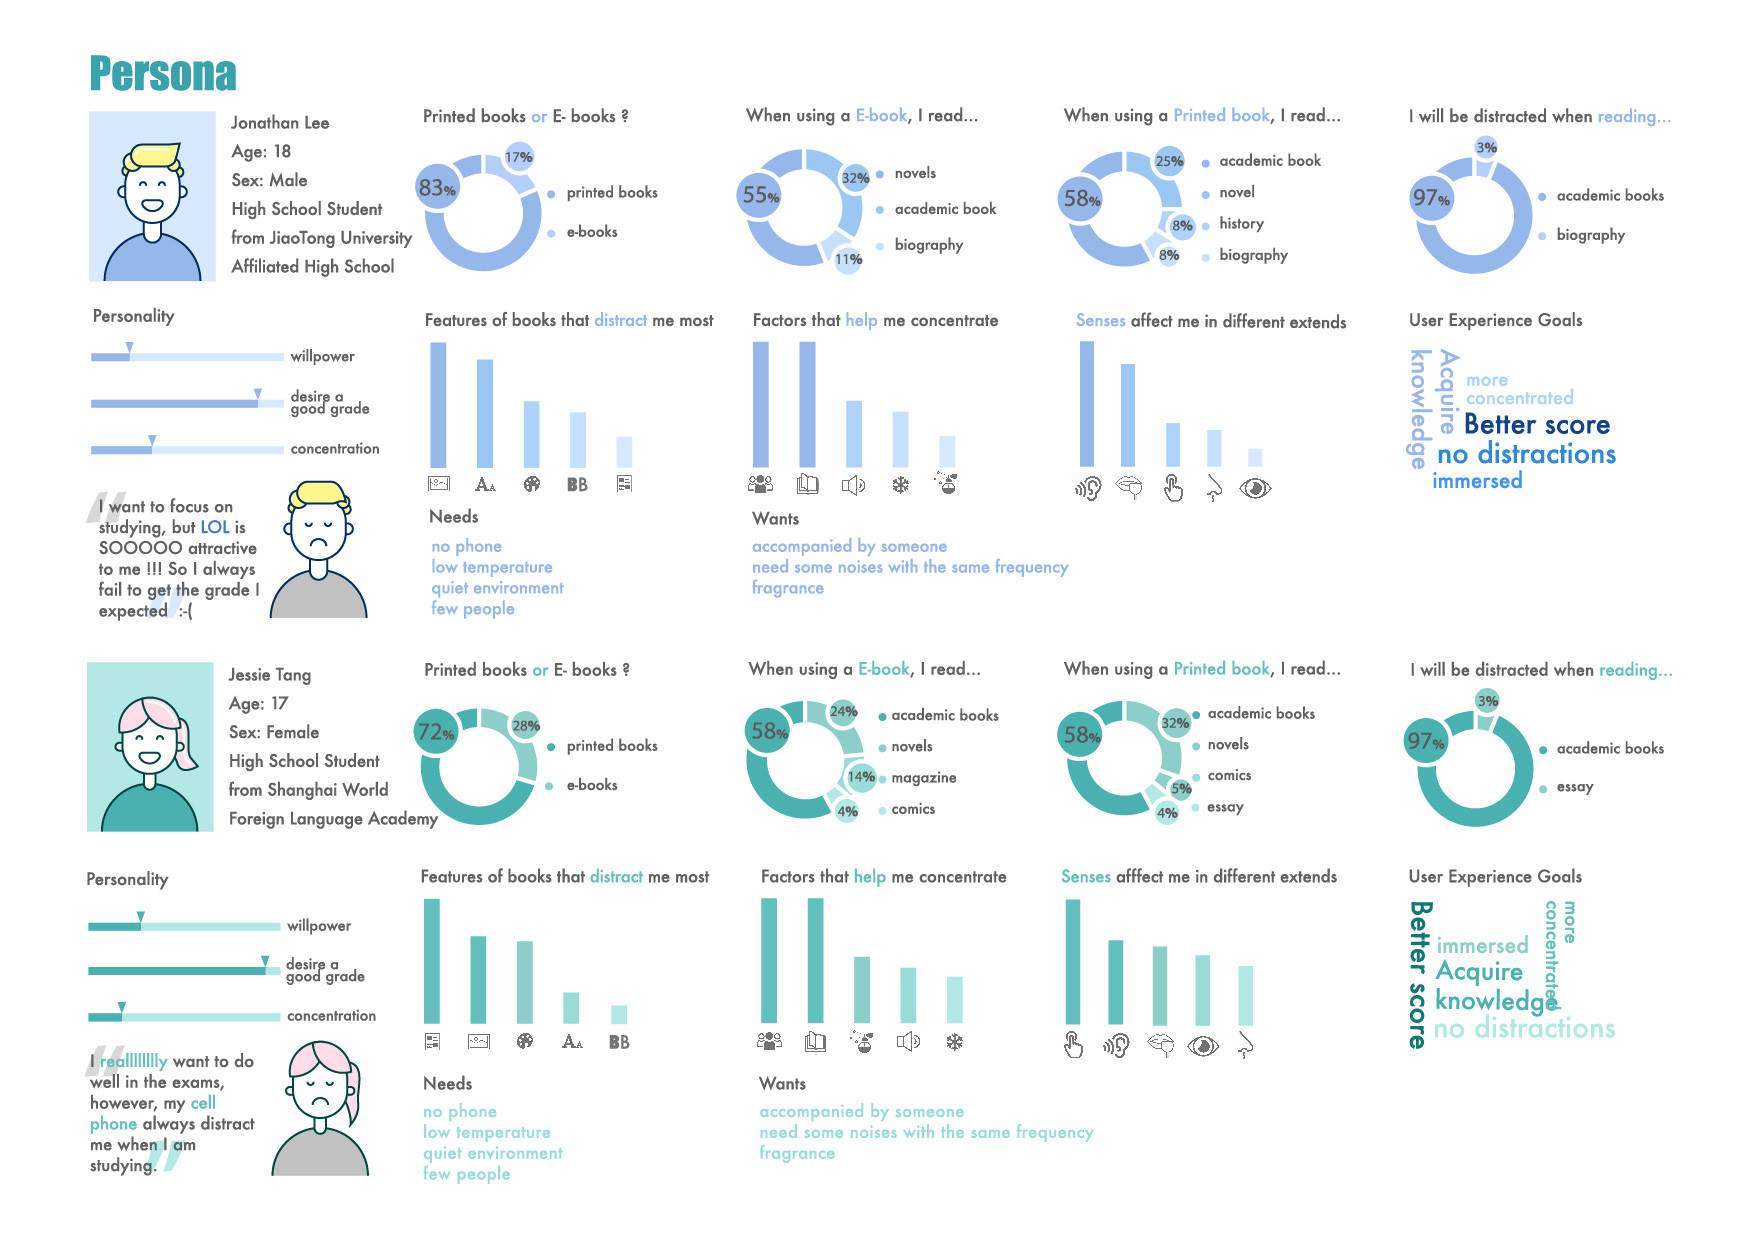 Persona
Jonathan Lee
Age: 18
Sex: Male
High School Student
from JiaoTong University
Affiliated High School
Printed books or E- books ?
17%
83%
printed books
e-books
When using a E-book, I read...
55%
32%
11%
novels
academic book
biography
When using a Printed book, I read...
25%
58%
8%
8%
academic book
novel
history
biography
I will be distracted when reading...
3%
97%
academic books
biography
Personality
willpower
desire a
good grade
concentration
I want to focus on
studying, but LOL is
SOOOOO attractive
to me !!! So I always
fail to get the grade I
expected :-(
Features of books that distract me most
AA
BB
Needs
no phone
low temperature
quiet environment
few people
Factors that help me concentrate
Wants
accompanied by someone
need some noises with the same frequency
fragrance
Senses affect me in different extends
User Experience Goals
Acquire
knowledge
more
concentrated
Better score
no distractions
immersed
Jessie Tang
Age: 17
Sex: Female
High School Student
from Shanghai World
Foreign Language Academy
Printed books or E- books ?
72%
28%
printed books
e-books
When using a E-book, I read...
24%
58%
14%
4%
academic books
novels
magazine
comics
When using a Printed book, I read...
32%
58%
5%
4%
academic books
novels
comics
essay
I will be distracted when reading...
3%
97%
academic books
essay
Personality
willpower
desire a
good grade
concentration
I reallllllllly want to do
well in the exams,
however, my cell
phone always distract
me when I am
studying.
Features of books that distract me most
AA
BB
Needs
no phone
low temperature
quiet environment
few people
Factors that help me concentrate
Wants
accompanied by someone
need some noises with the same frequency
fragrance
Senses afffect me in different extends
User Experience Goals
Better score
more
concentrated
immersed
Acquire
knowledge
no distractions